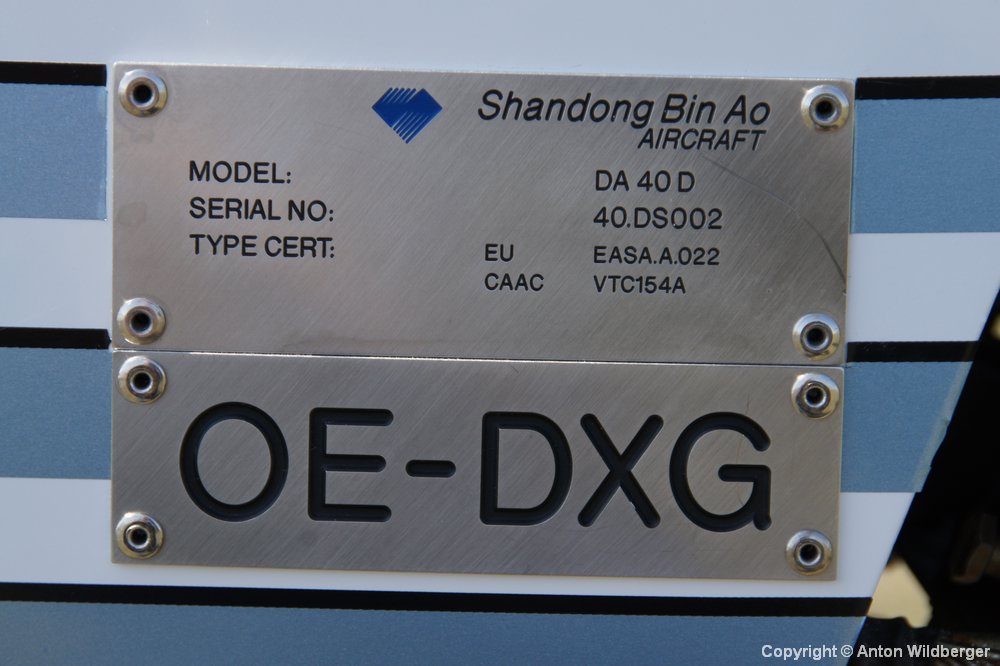 Shandong Bin Ao
AIRCRAFT
MODEL: DA 40 D
SERIAL NO: 40.DS002
TYPE CERT: EU EASA.A.022
CAAC VTC154A
OE-DXG
Copyright © Anton Wildberger